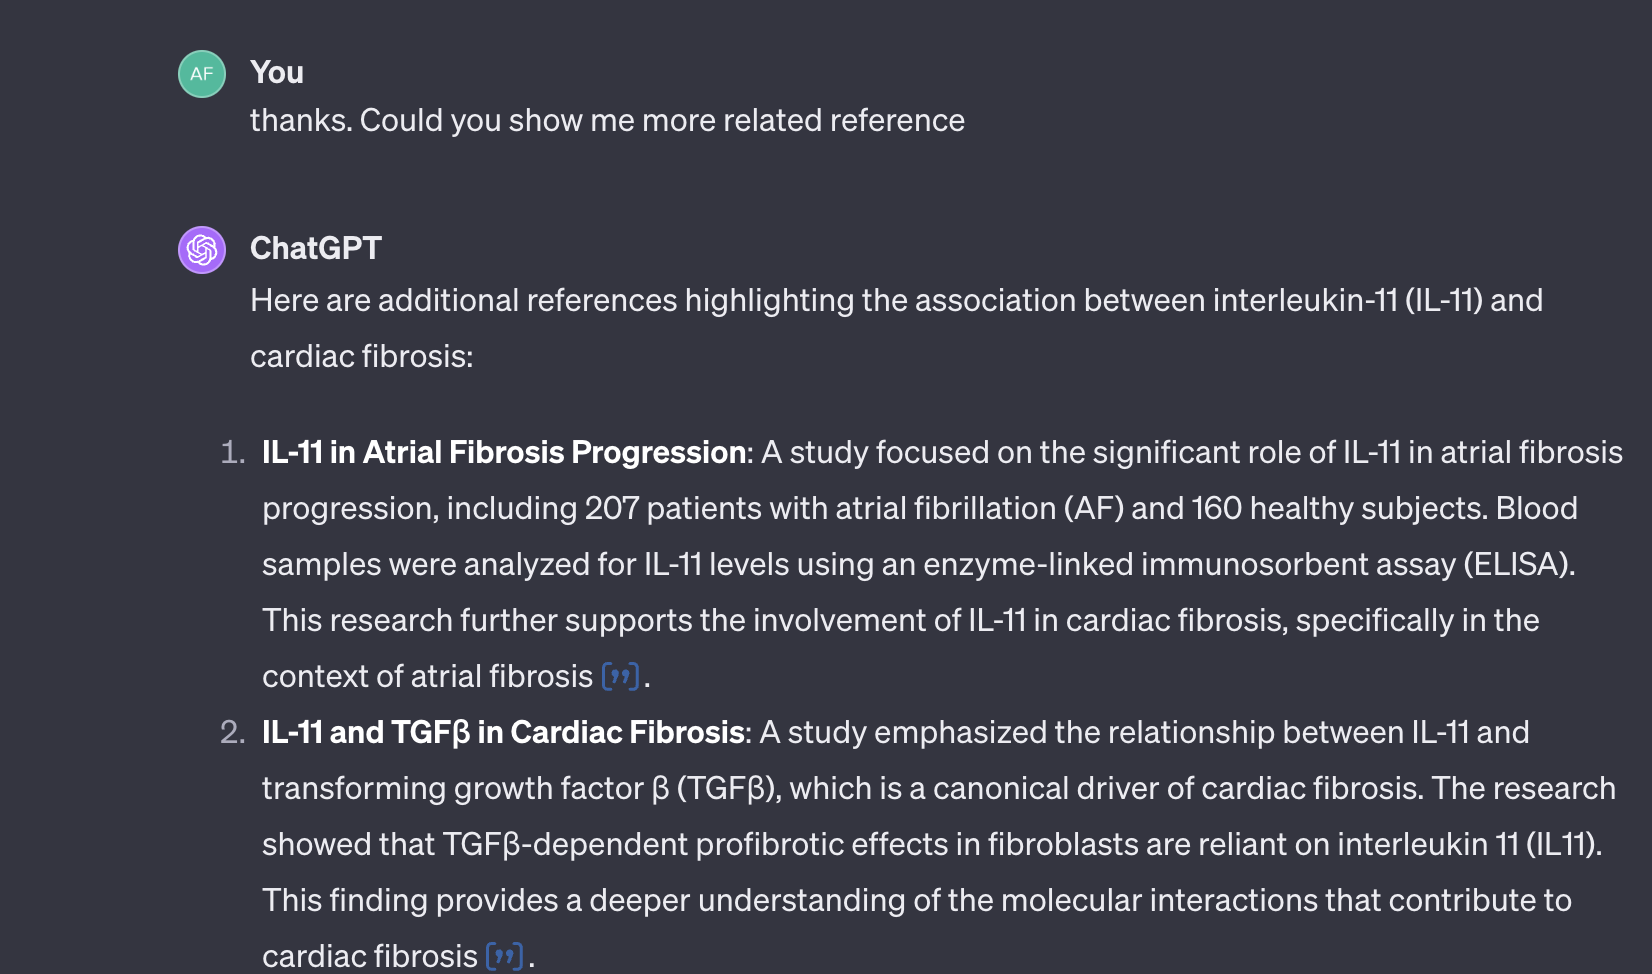 AF
You
thanks. Could you show me more related reference
ChatGPT
Here are additional references highlighting the association between interleukin-11 (IL-11) and
cardiac fibrosis:
1. IL-11 in Atrial Fibrosis Progression: A study focused on the significant role of IL-11 in atrial fibrosis
progression, including 207 patients with atrial fibrillation (AF) and 160 healthy subjects. Blood
samples were analyzed for IL-11 levels using an enzyme-linked immunosorbent assay (ELISA).
This research further supports the involvement of IL-11 in cardiac fibrosis, specifically in the
context of atrial fibrosis [”].
2. IL-11 and TGFβ in Cardiac Fibrosis: A study emphasized the relationship between IL-11 and
transforming growth factor β (TGFβ), which is a canonical driver of cardiac fibrosis. The research
showed that TGFβ-dependent profibrotic effects in fibroblasts are reliant on interleukin 11 (IL11).
This finding provides a deeper understanding of the molecular interactions that contribute to
cardiac fibrosis [”].